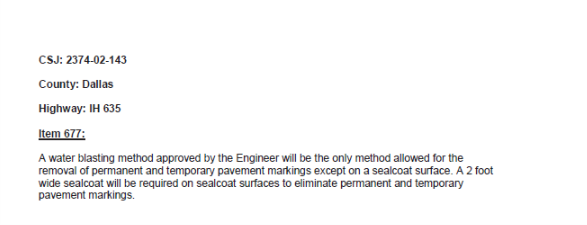 CSJ: 2374-02-143
County: Dallas
Highway: IH 635
Item 677:
A water blasting method approved by the Engineer will be the only method allowed for the
removal of permanent and temporary pavement markings except on a sealcoat surface. A 2 foot
wide sealcoat will be required on sealcoat surfaces to eliminate permanent and temporary
pavement markings.